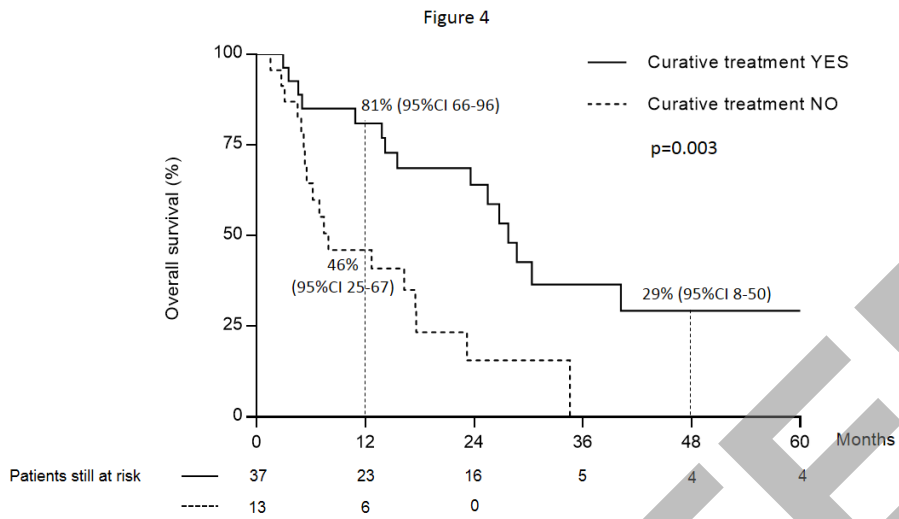 Figure 4
100
75
50
25
0
Overall survival (%)
Curative treatment YES
Curative treatment NO
p=0.003
81% (95%CI 66-96)
46%
(95%CI 25-67)
29% (95%CI 8-50)
0 12 24 36 48 60 Months
Patients still at risk 37 23 16 5 4 4
13 6 0